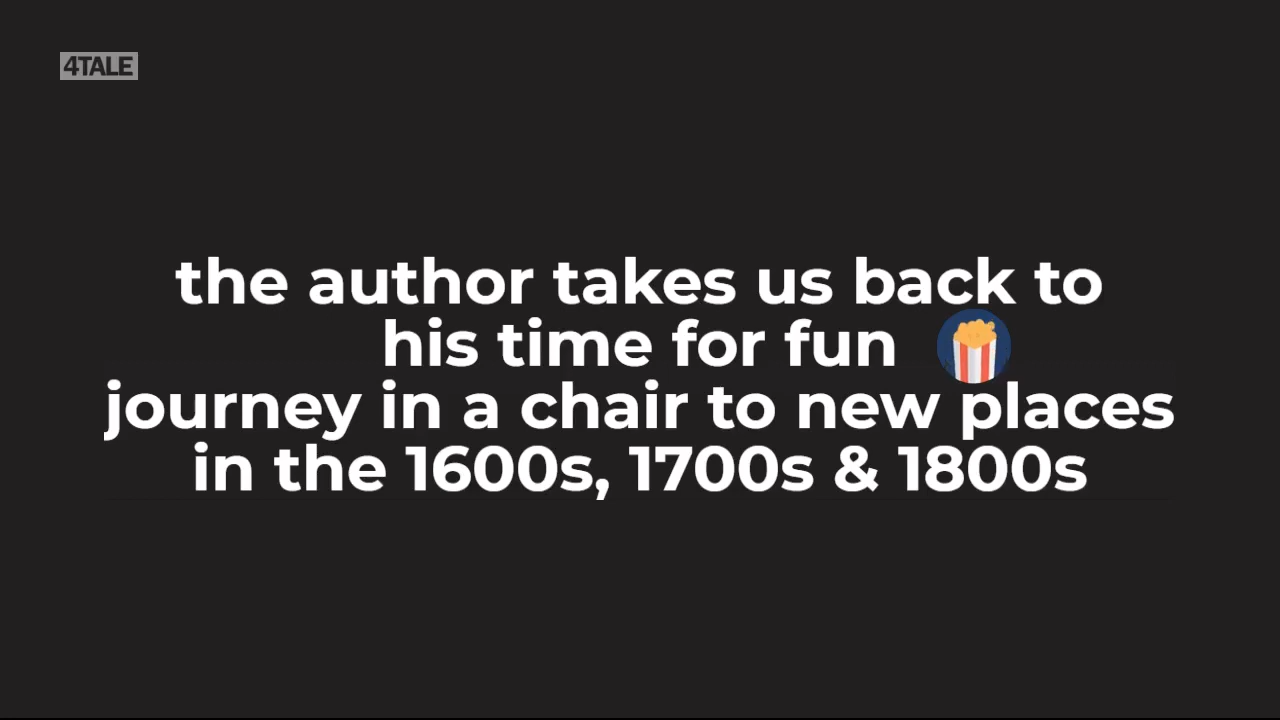 4TALE
the author takes us back to
his time for fun
journey in a chair to new places
in the 1600s, 1700s & 1800s